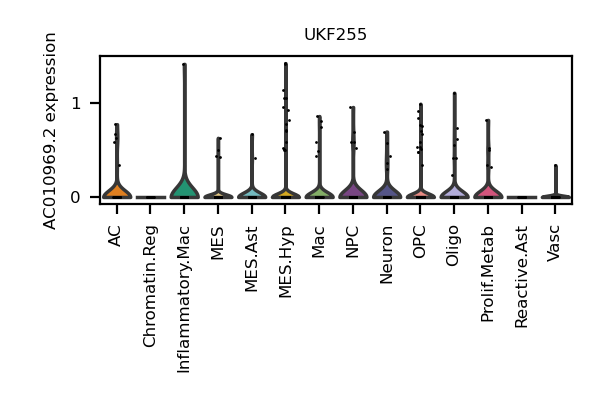 UKF255
AC010969.2 expression
1
0
AC
Chromatin.Reg
Inflammatory.Mac
MES
MES.Ast
MES.Hyp
Mac
NPC
Neuron
OPC
Oligo
Prolif.Metab
Reactive.Ast
Vasc